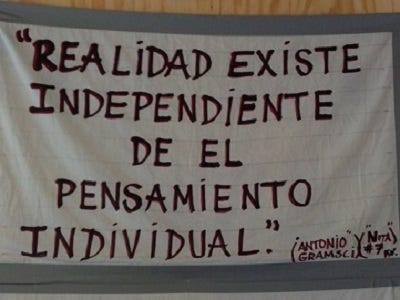 "REALIDAD EXISTE
INDEPENDIENTE
DE EL
PENSAMIENTO
INDIVIDUAL."
(ANTONIO
GRAMSCI)